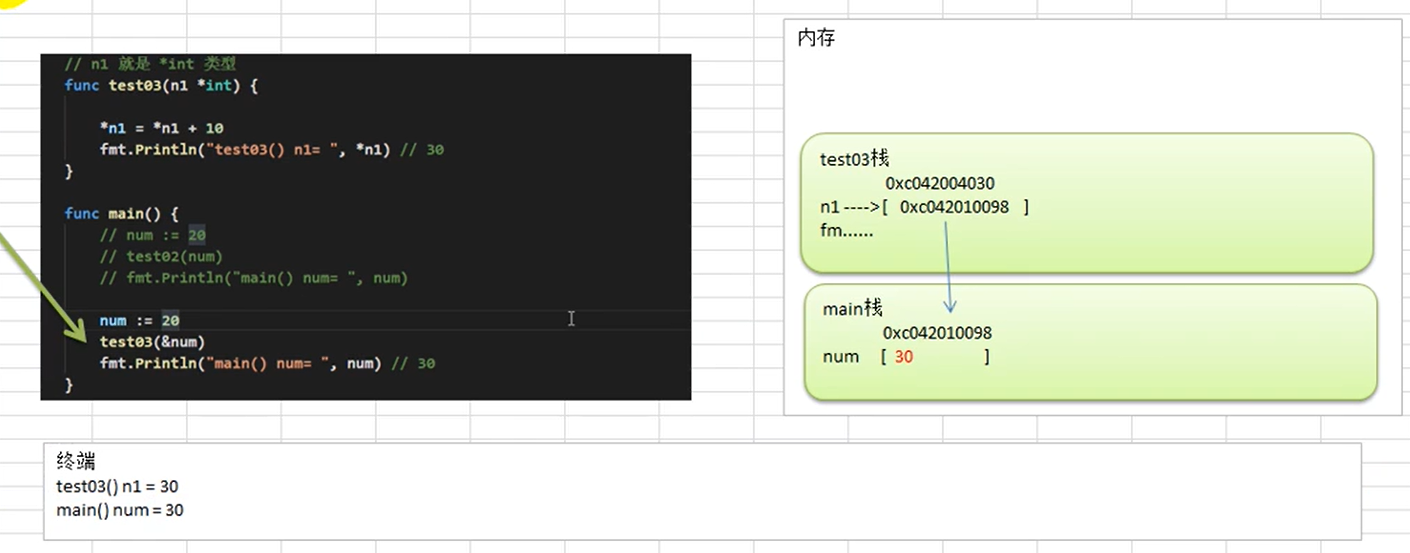 // n1 就是 *int 类型
func test03(n1 *int) {
*n1 = *n1 + 10
fmt.Println("test03() n1= ", *n1) // 30
}
func main() {
// num := 20
// test02(num)
// fmt.Println("main() num= ", num)
num := 20
test03(&num)
fmt.Println("main() num= ", num) // 30
}
内存
test03栈
0xc042004030
n1 ---->[ 0xc042010098 ]
fm......
main栈
0xc042010098
num [ 30 ]
终端
test03() n1 = 30
main() num = 30